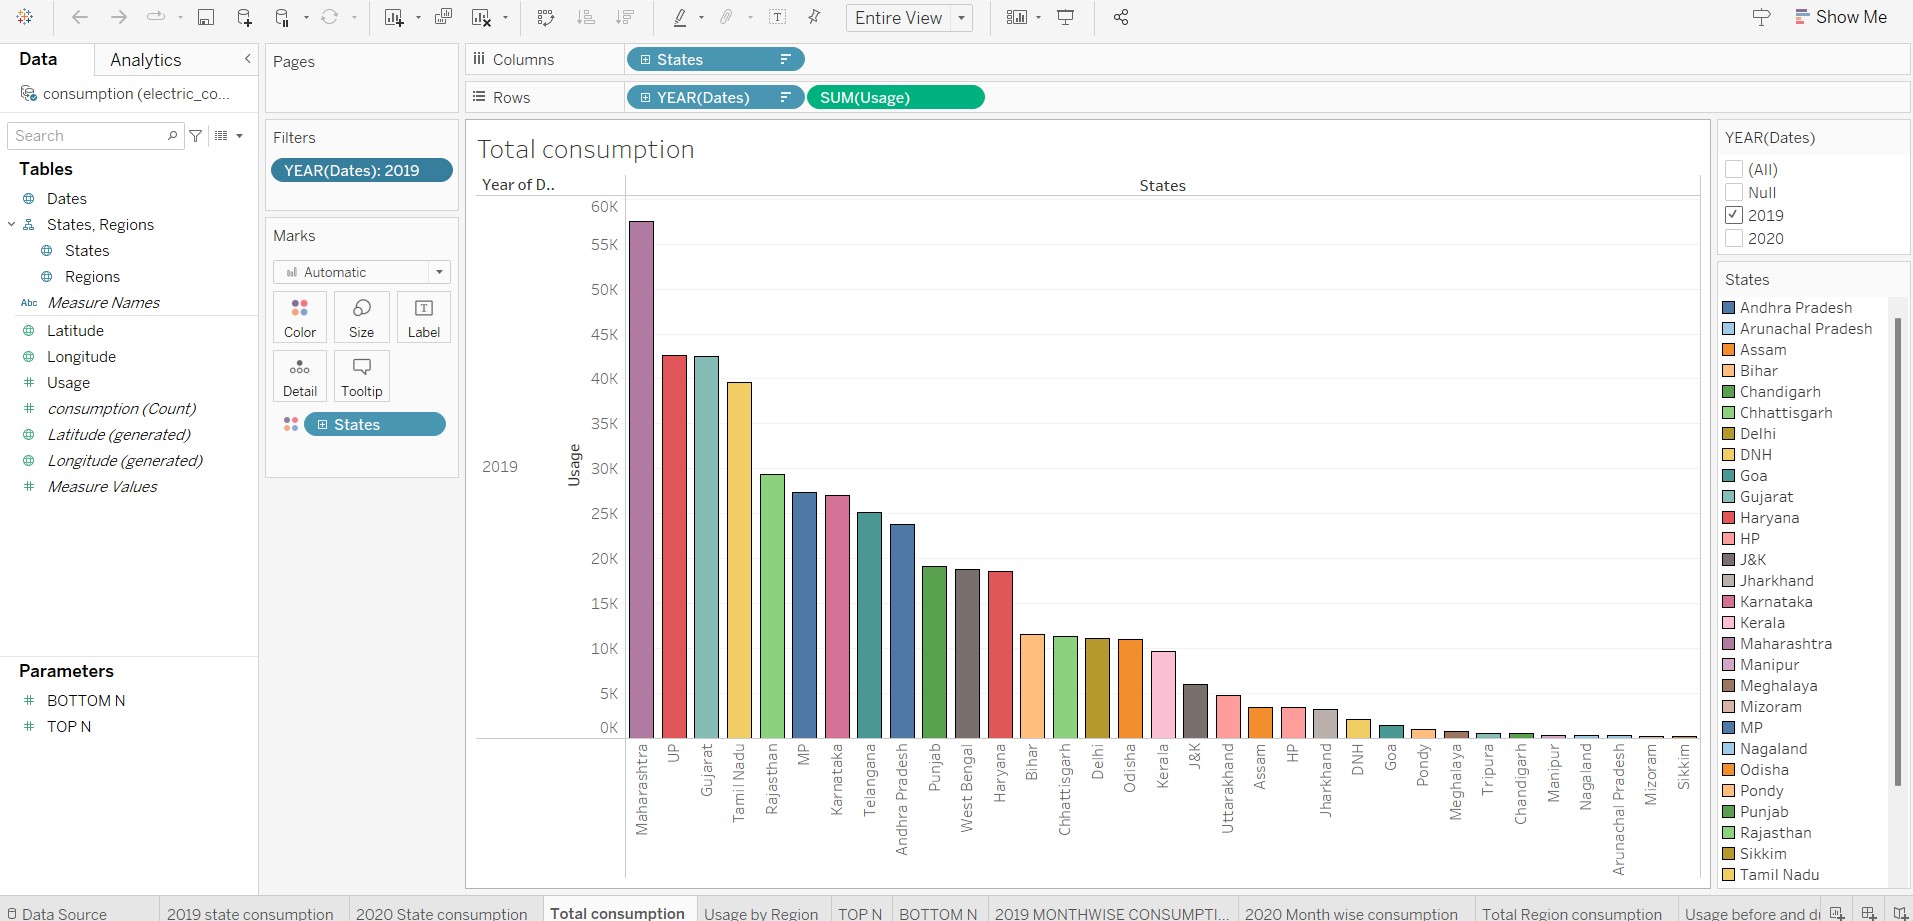 Entire View
Show Me
Data
Analytics
consumption (electric_co...
Search
Tables
Dates
States, Regions
States
Regions
Abc Measure Names
Latitude
Longitude
Usage
consumption (Count)
Latitude (generated)
Longitude (generated)
Measure Values
Parameters
BOTTOM N
TOP N
Pages
Filters
YEAR(Dates): 2019
Marks
Automatic
Color
Size
Label
Detail
Tooltip
States
Columns
States
Rows
YEAR(Dates)
SUM(Usage)
Total consumption
Year of D..
States
2019
Usage
60K
55K
50K
45K
40K
35K
30K
25K
20K
15K
10K
5K
0K
Maharashtra
UP
Gujarat
Tamil Nadu
Rajasthan
MP
Karnataka
Telangana
Andhra Pradesh
Punjab
West Bengal
Haryana
Bihar
Chhattisgarh
Delhi
Odisha
Kerala
J&K
Uttarakhand
Assam
HP
Jharkhand
DNH
Goa
Pondy
Meghalaya
Tripura
Chandigarh
Manipur
Nagaland
Arunachal Pradesh
Mizoram
Sikkim
YEAR(Dates)
(All)
Null
2019
2020
States
Andhra Pradesh
Arunachal Pradesh
Assam
Bihar
Chandigarh
Chhattisgarh
Delhi
DNH
Goa
Gujarat
Haryana
HP
J&K
Jharkhand
Karnataka
Kerala
Maharashtra
Manipur
Meghalaya
Mizoram
MP
Nagaland
Odisha
Pondy
Punjab
Rajasthan
Sikkim
Tamil Nadu
Data Source
2019 state consumption
2020 State consumption
Total consumption
Usage by Region
TOP N
BOTTOM N
2019 MONTHWISE CONSUMPTI...
2020 Month wise consumption
Total Region consumption
Usage before and d